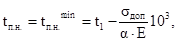 tп.н. = tп.н.ᵐⁱⁿ = t₁ − σдоп / (α · E) 10³,